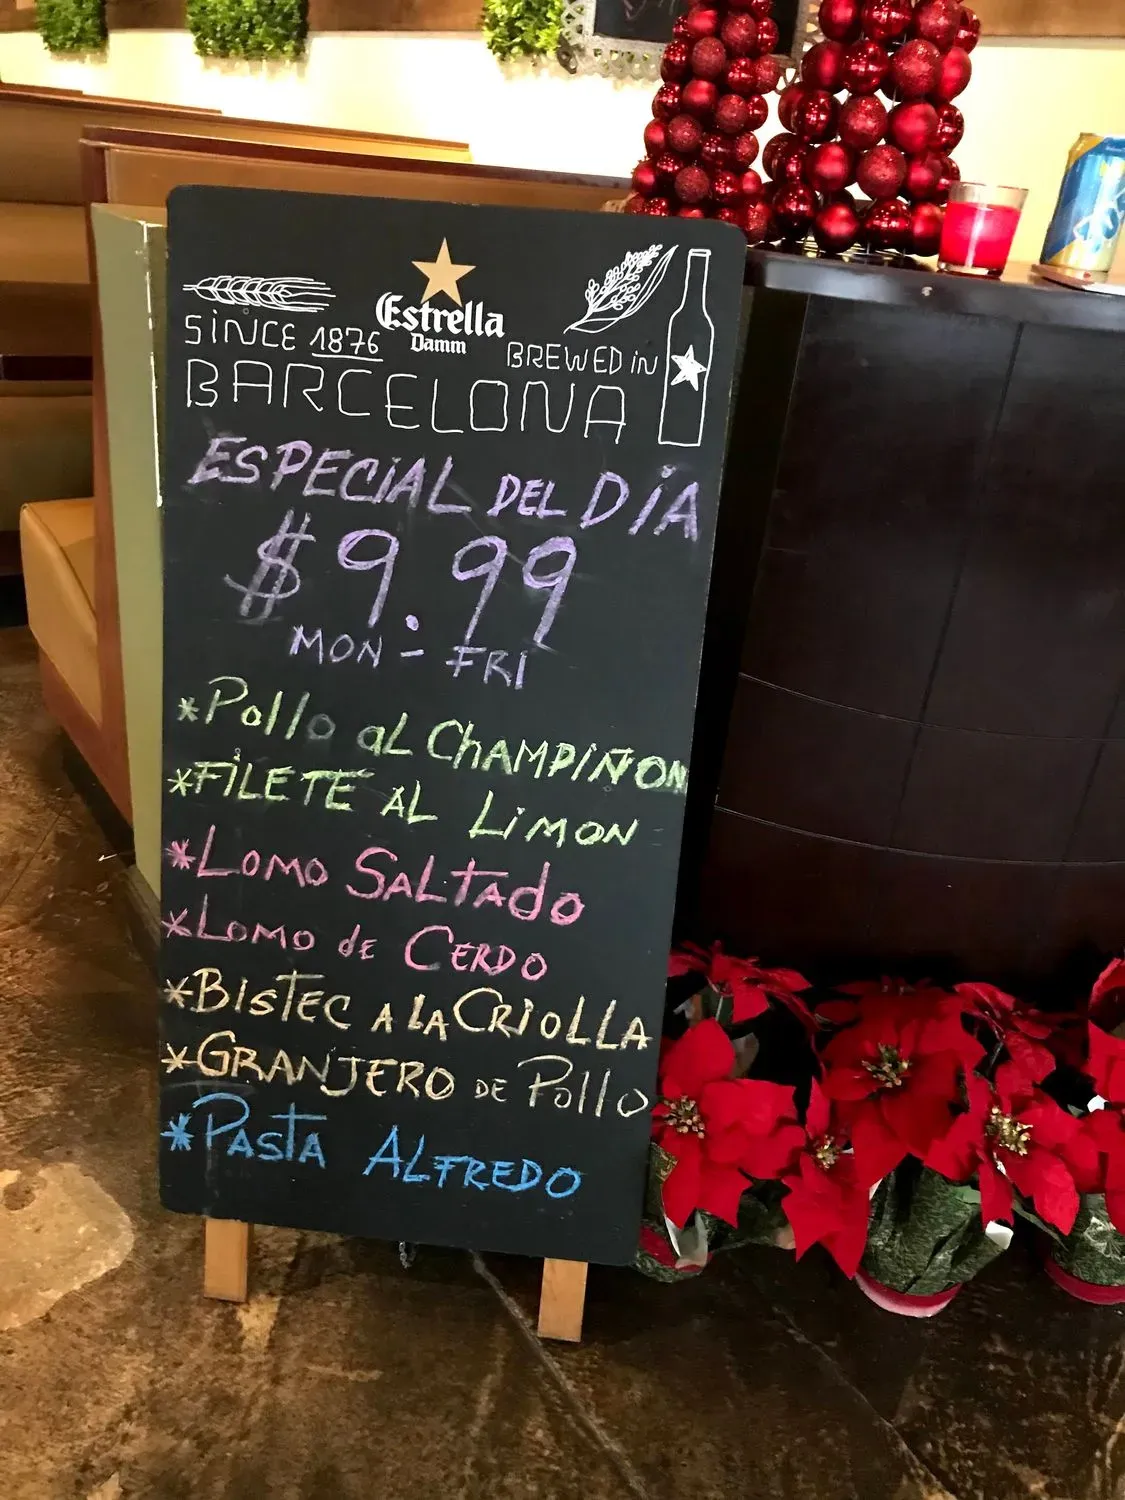 Estrella
Damm
SINCE 1876
BREWED IN
BARCELONA
ESPECIAL DEL DÍA
$9.99
MON - FRI
*Pollo al CHAMPIÑON
*FILETE AL LIMON
*LOMO SALTADO
*LOMO de CERDO
*BISTEC A LA CRIOLLA
*GRANJERO DE Pollo
*PASTA ALFREDO